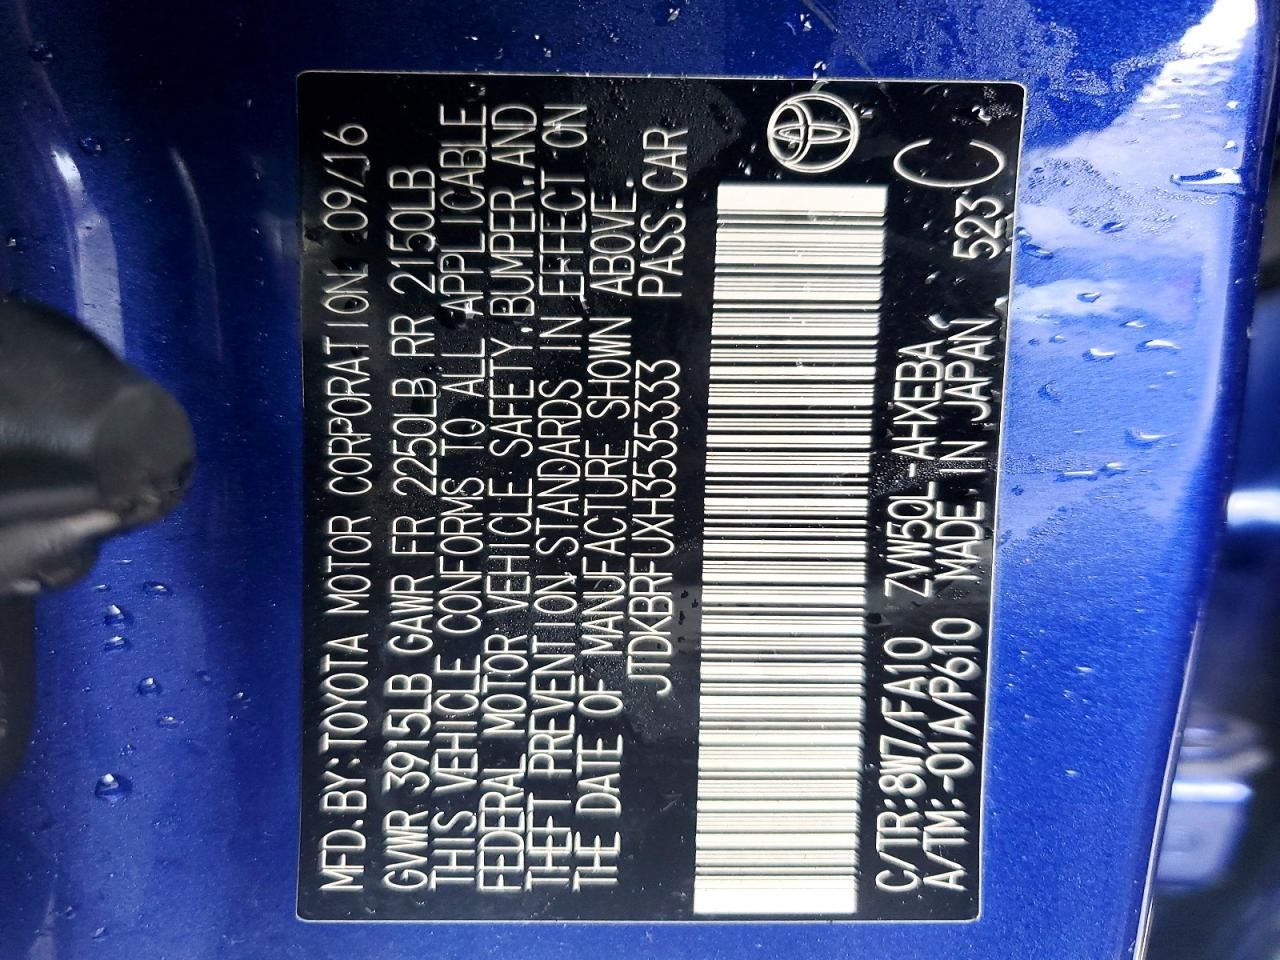 MFD.BY:TOYOTA MOTOR CORPORATION 09/16
GVWR 3915LB GAWR FR 2250LB RR 2150LB
THIS VEHICLE CONFORMS TO ALL APPLICABLE
FEDERAL MOTOR VEHICLE SAFETY,BUMPER,AND
THEFT PREVENTION STANDARDS IN EFFECT ON
THE DATE OF MANUFACTURE SHOWN ABOVE.
JTDKBRFUXH3535333 PASS.CAR
C/TR:8W7/FA10 ZVW50L-AHXEBA
A/TM:-01A/P610 MADE IN JAPAN 523 C